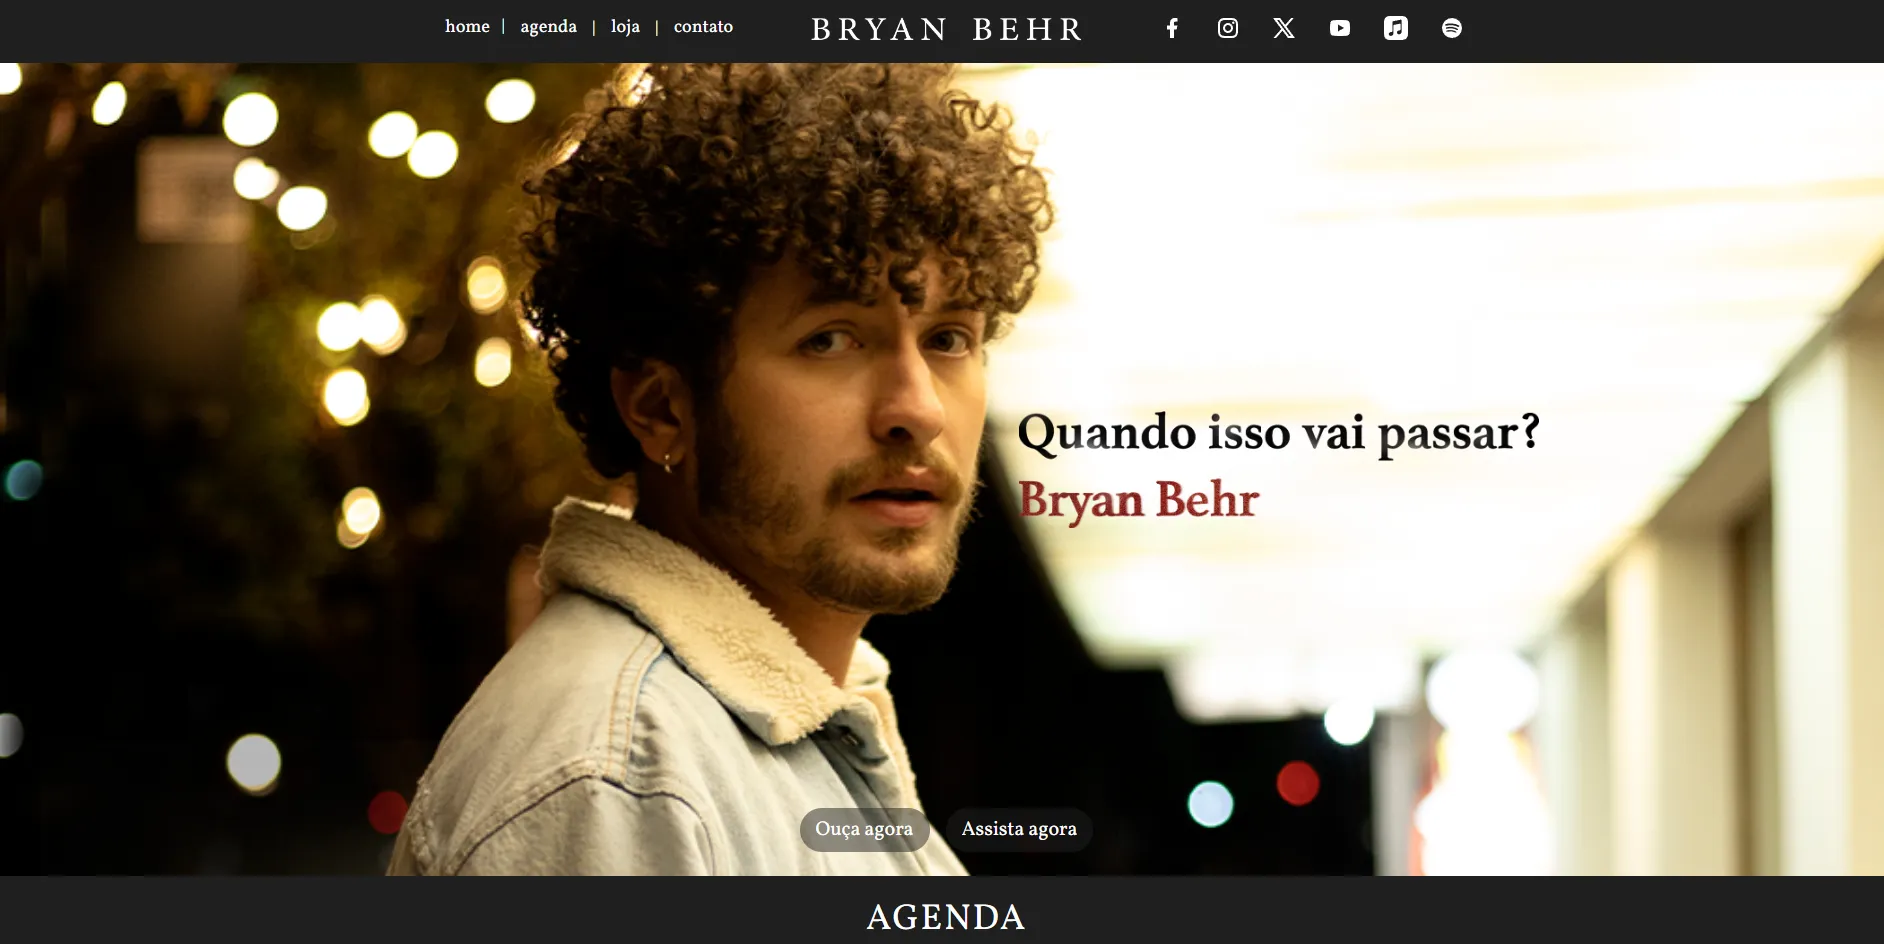 home | agenda | loja | contato
BRYAN BEHR
Quando isso vai passar?
Bryan Behr
Ouça agora
Assista agora
AGENDA